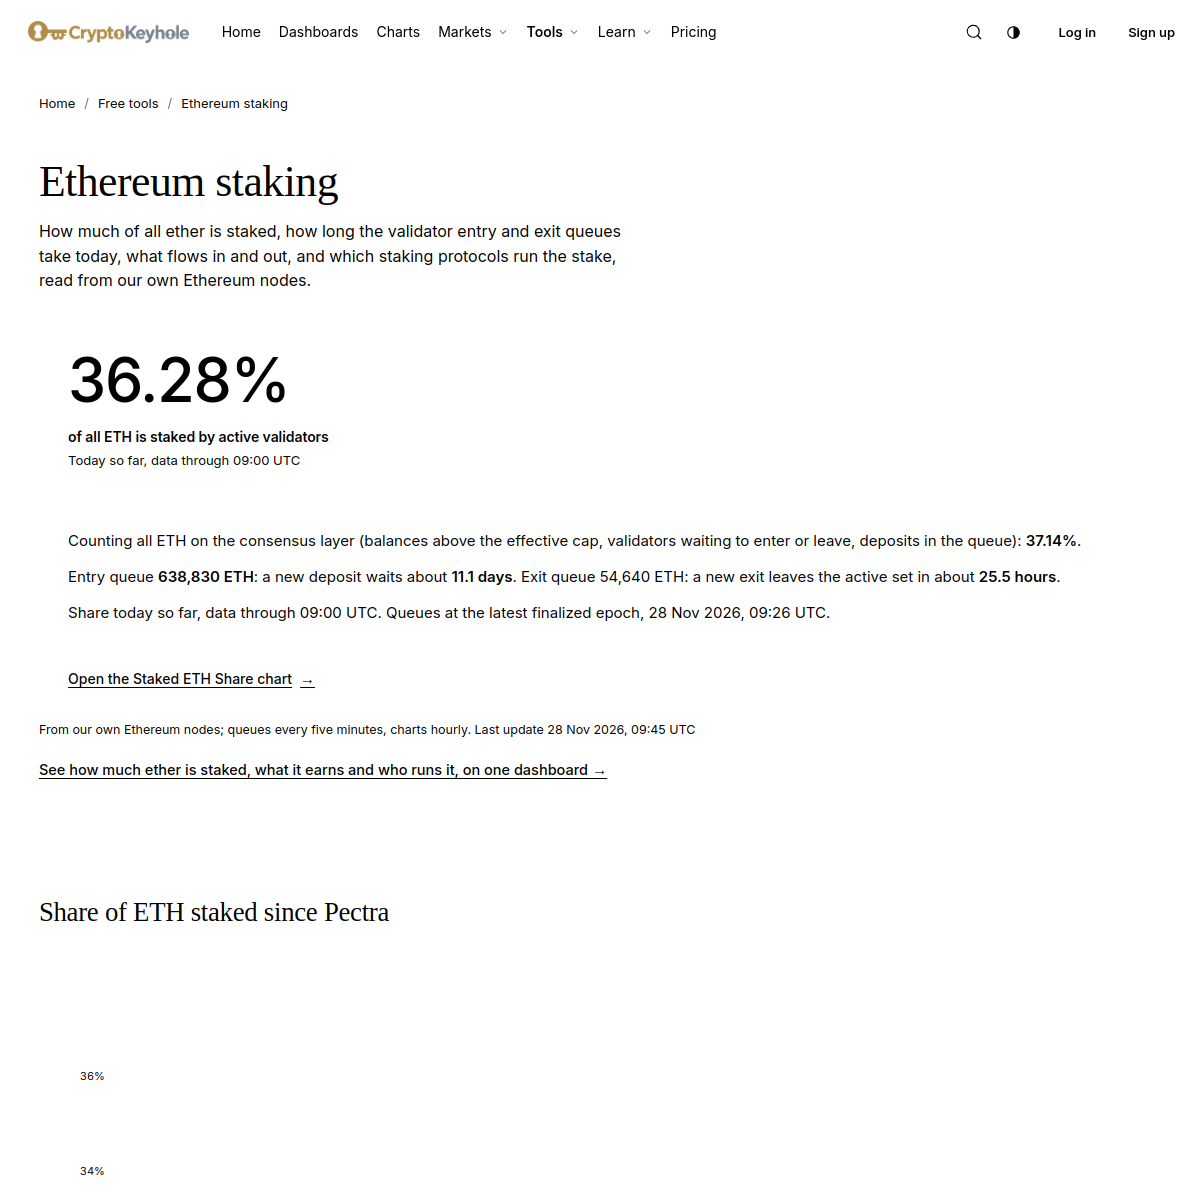 CryptoKeyhole Home Dashboards Charts Markets Tools Learn Pricing Log in Sign up
Home / Free tools / Ethereum staking
Ethereum staking
How much of all ether is staked, how long the validator entry and exit queues
take today, what flows in and out, and which staking protocols run the stake,
read from our own Ethereum nodes.
36.28%
of all ETH is staked by active validators
Today so far, data through 09:00 UTC
Counting all ETH on the consensus layer (balances above the effective cap, validators waiting to enter or leave, deposits in the queue): 37.14%.
Entry queue 638,830 ETH: a new deposit waits about 11.1 days. Exit queue 54,640 ETH: a new exit leaves the active set in about 25.5 hours.
Share today so far, data through 09:00 UTC. Queues at the latest finalized epoch, 28 Nov 2026, 09:26 UTC.
Open the Staked ETH Share chart →
From our own Ethereum nodes; queues every five minutes, charts hourly. Last update 28 Nov 2026, 09:45 UTC
See how much ether is staked, what it earns and who runs it, on one dashboard →
Share of ETH staked since Pectra
36%
34%